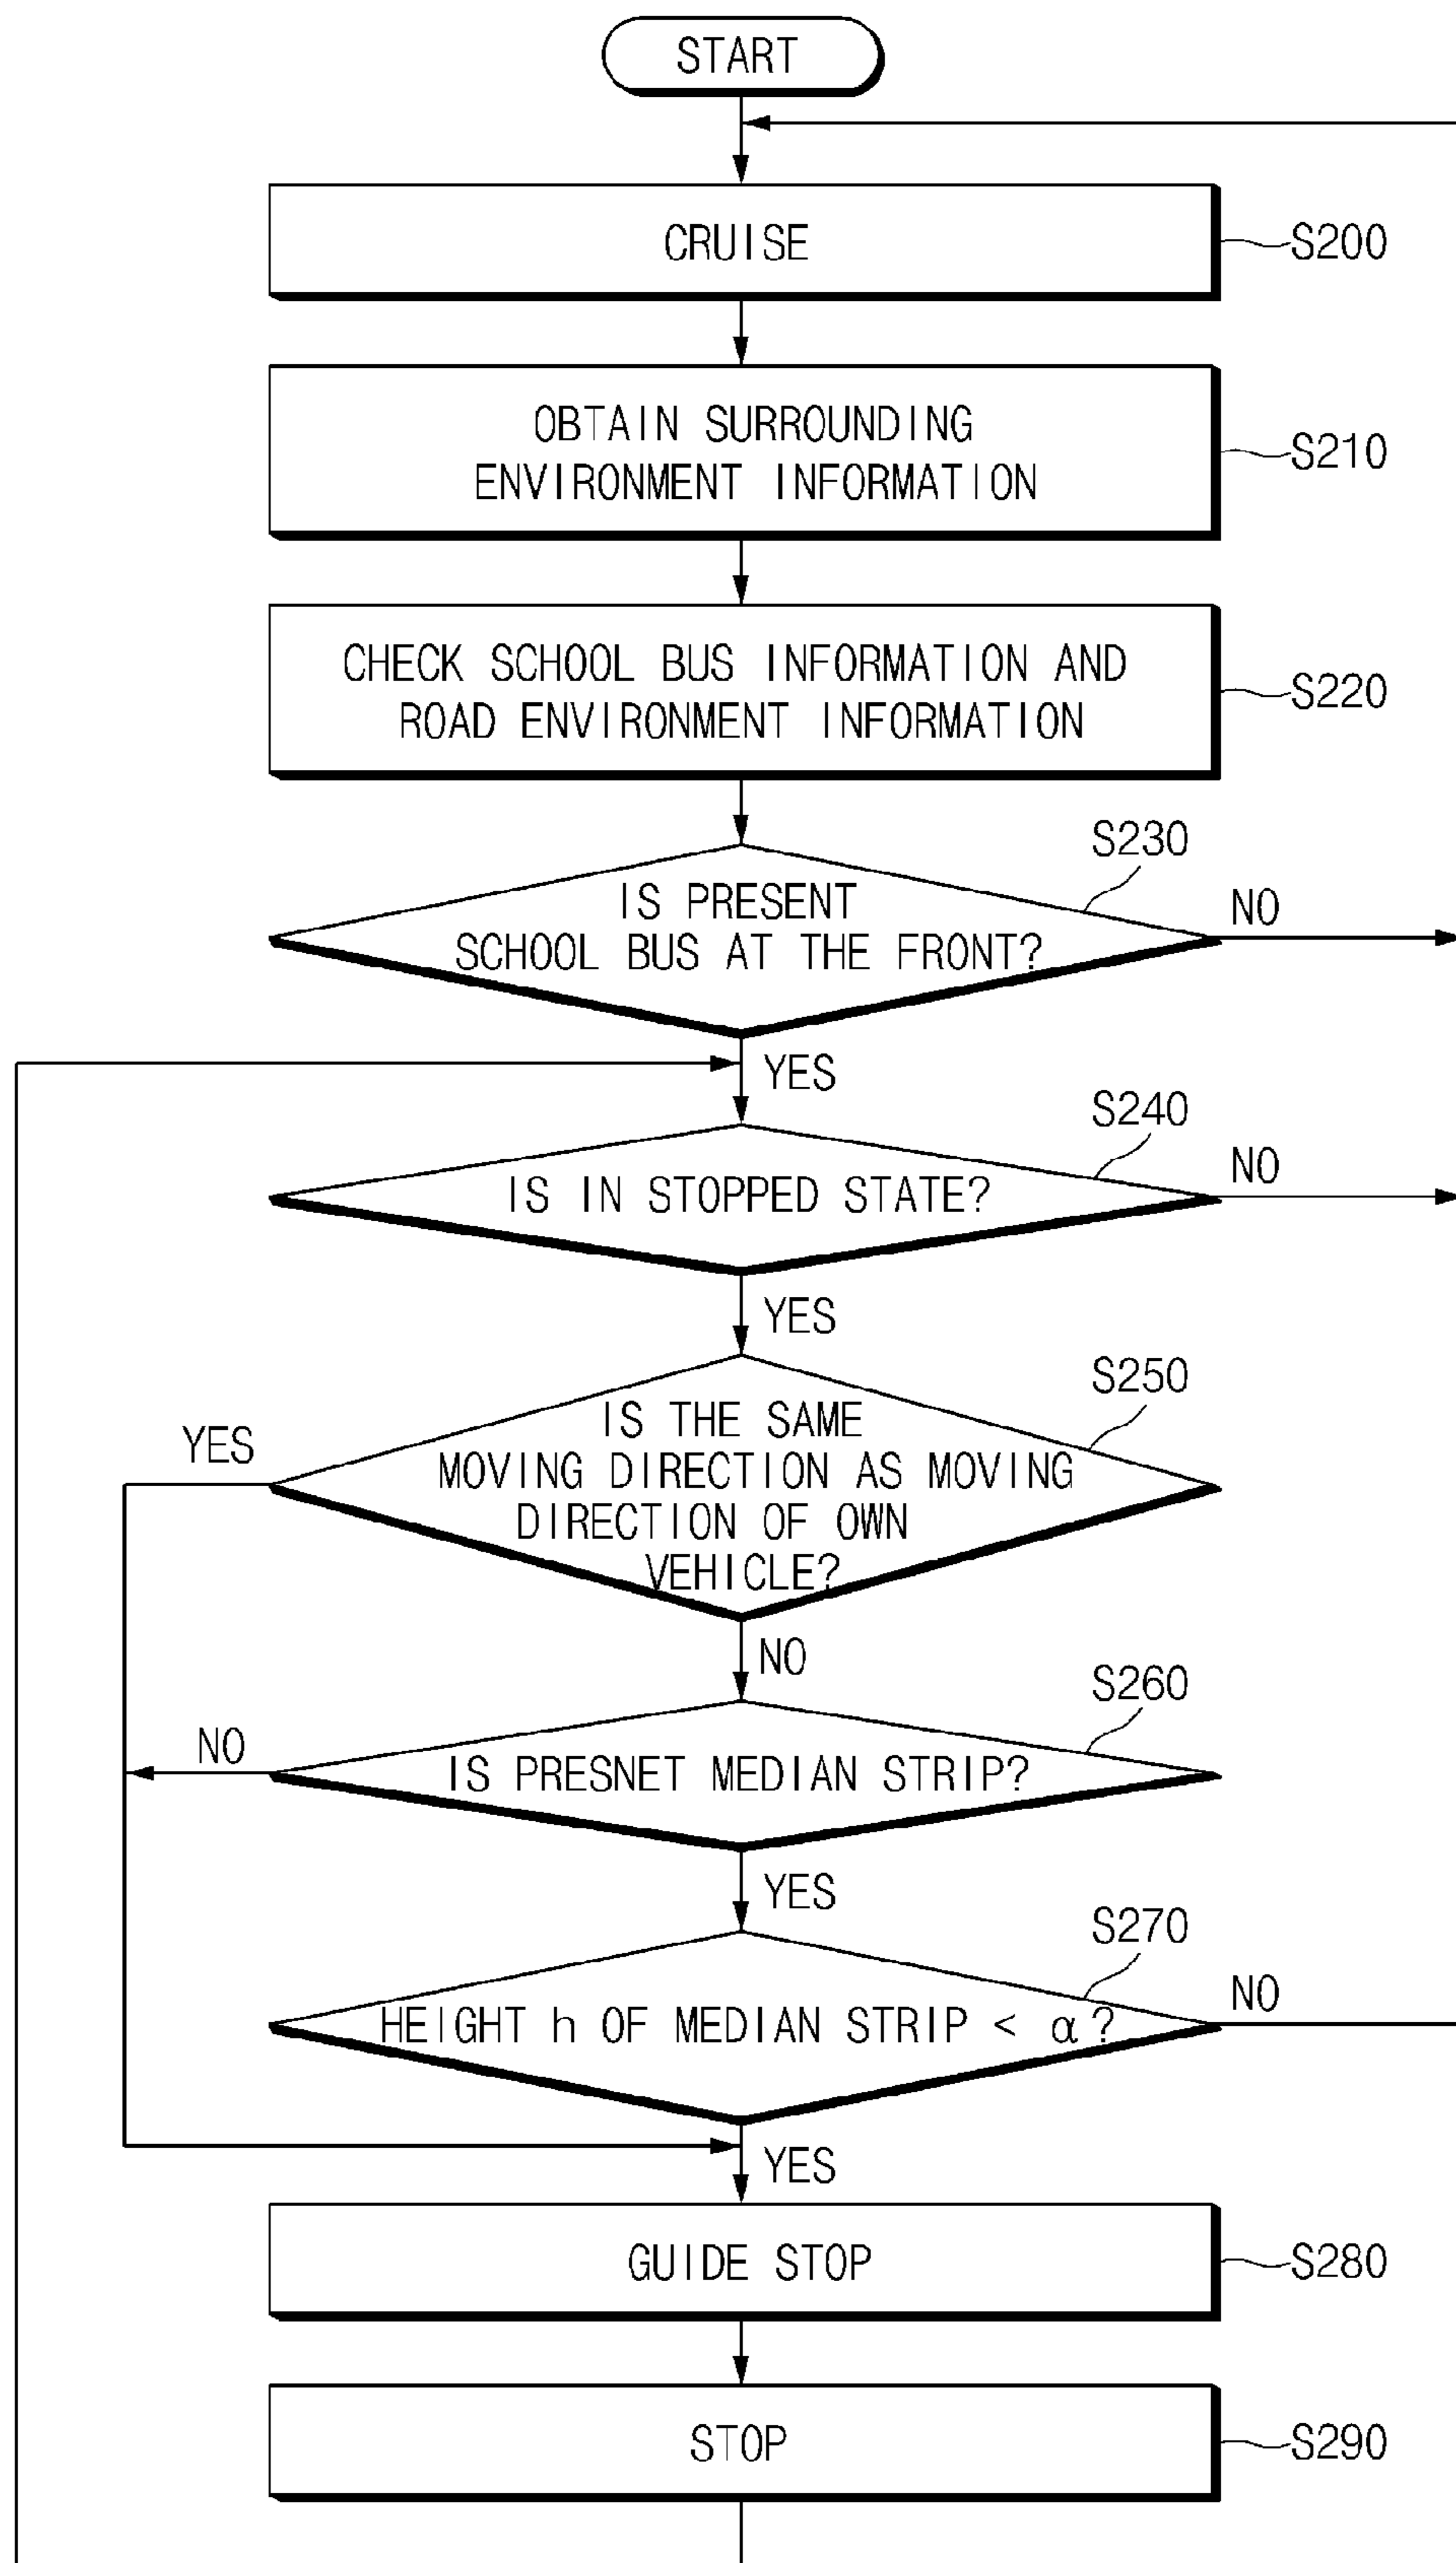 START
CRUISE
S200
OBTAIN SURROUNDING
ENVIRONMENT INFORMATION
S210
CHECK SCHOOL BUS INFORMATION AND
ROAD ENVIRONMENT INFORMATION
S220
S230
IS PRESENT
SCHOOL BUS AT THE FRONT?
NO
YES
S240
IS IN STOPPED STATE?
NO
YES
S250
IS THE SAME
MOVING DIRECTION AS MOVING
DIRECTION OF OWN
VEHICLE?
YES
NO
S260
IS PRESNET MEDIAN STRIP?
NO
YES
S270
HEIGHT h OF MEDIAN STRIP < α?
NO
YES
GUIDE STOP
S280
STOP
S290